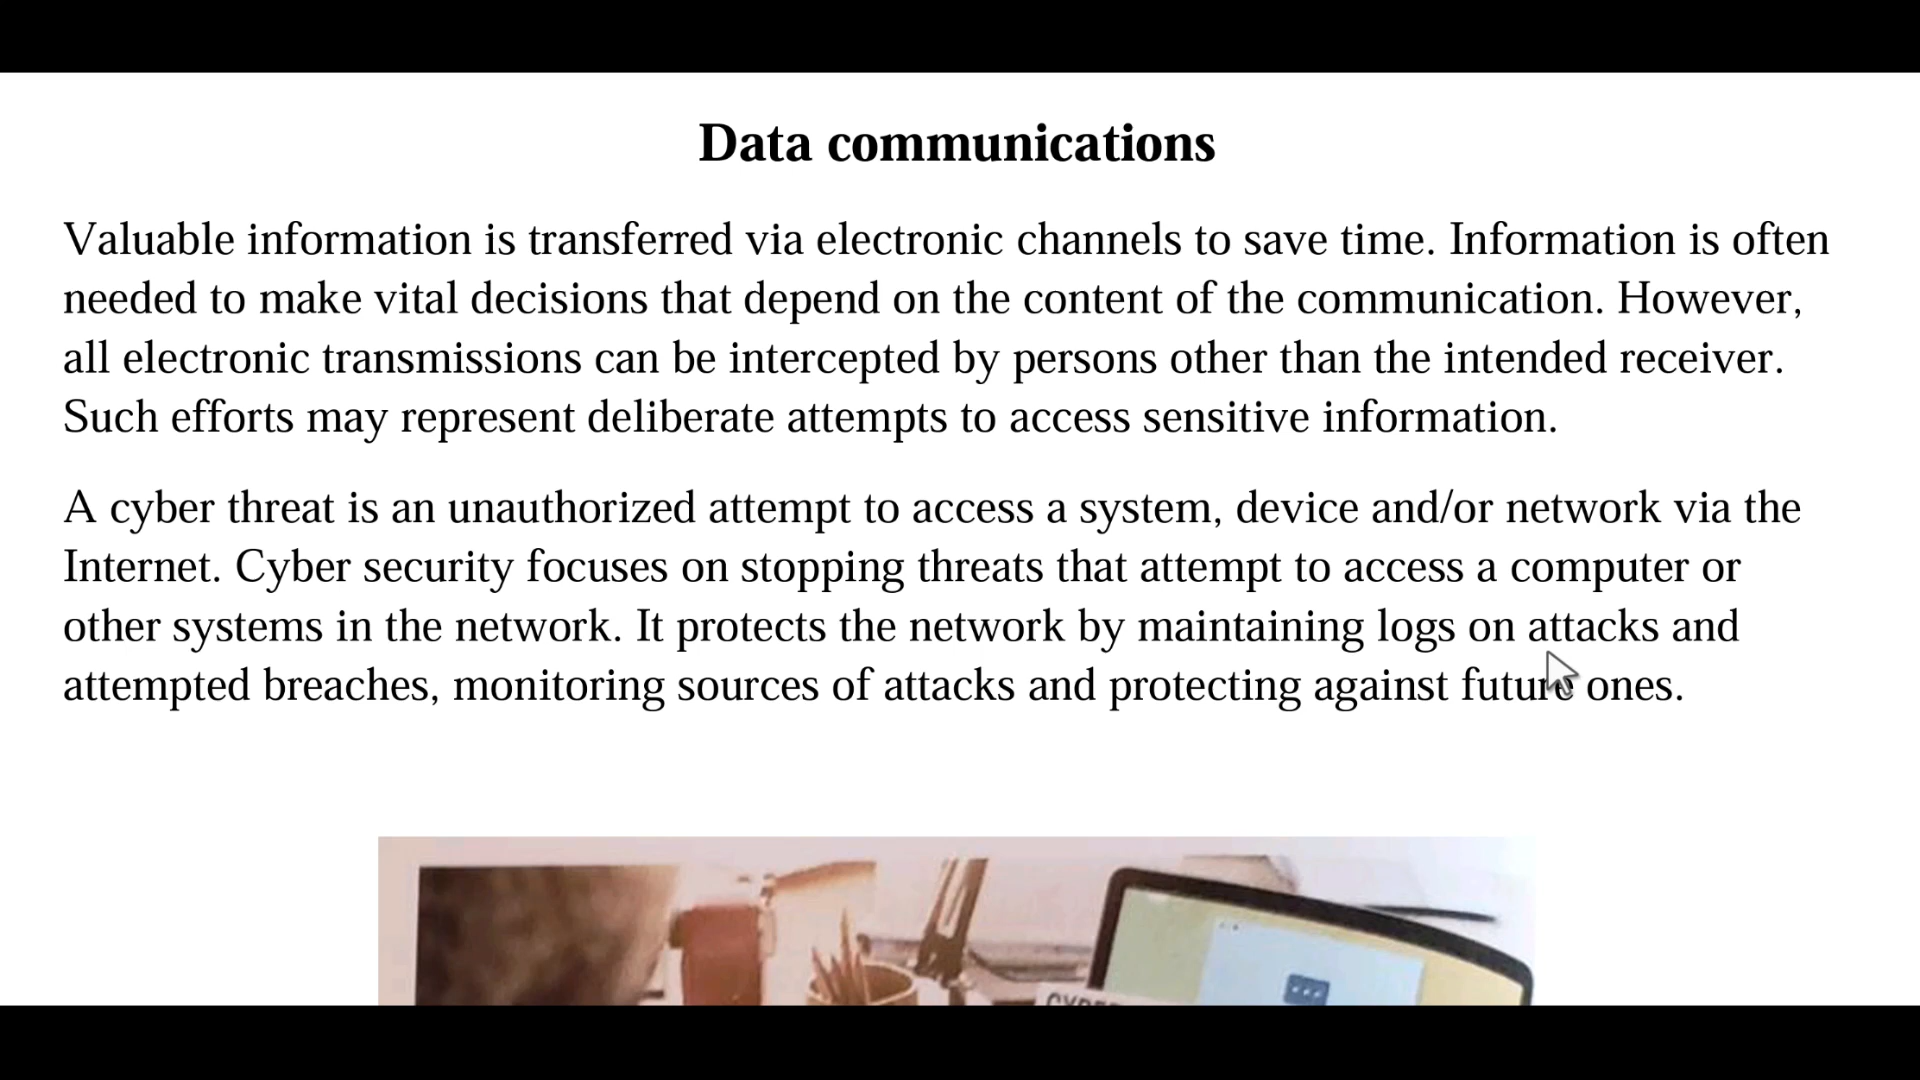 Data communications
Valuable information is transferred via electronic channels to save time. Information is often
needed to make vital decisions that depend on the content of the communication. However,
all electronic transmissions can be intercepted by persons other than the intended receiver.
Such efforts may represent deliberate attempts to access sensitive information.
A cyber threat is an unauthorized attempt to access a system, device and/or network via the
Internet. Cyber security focuses on stopping threats that attempt to access a computer or
other systems in the network. It protects the network by maintaining logs on attacks and
attempted breaches, monitoring sources of attacks and protecting against future ones.